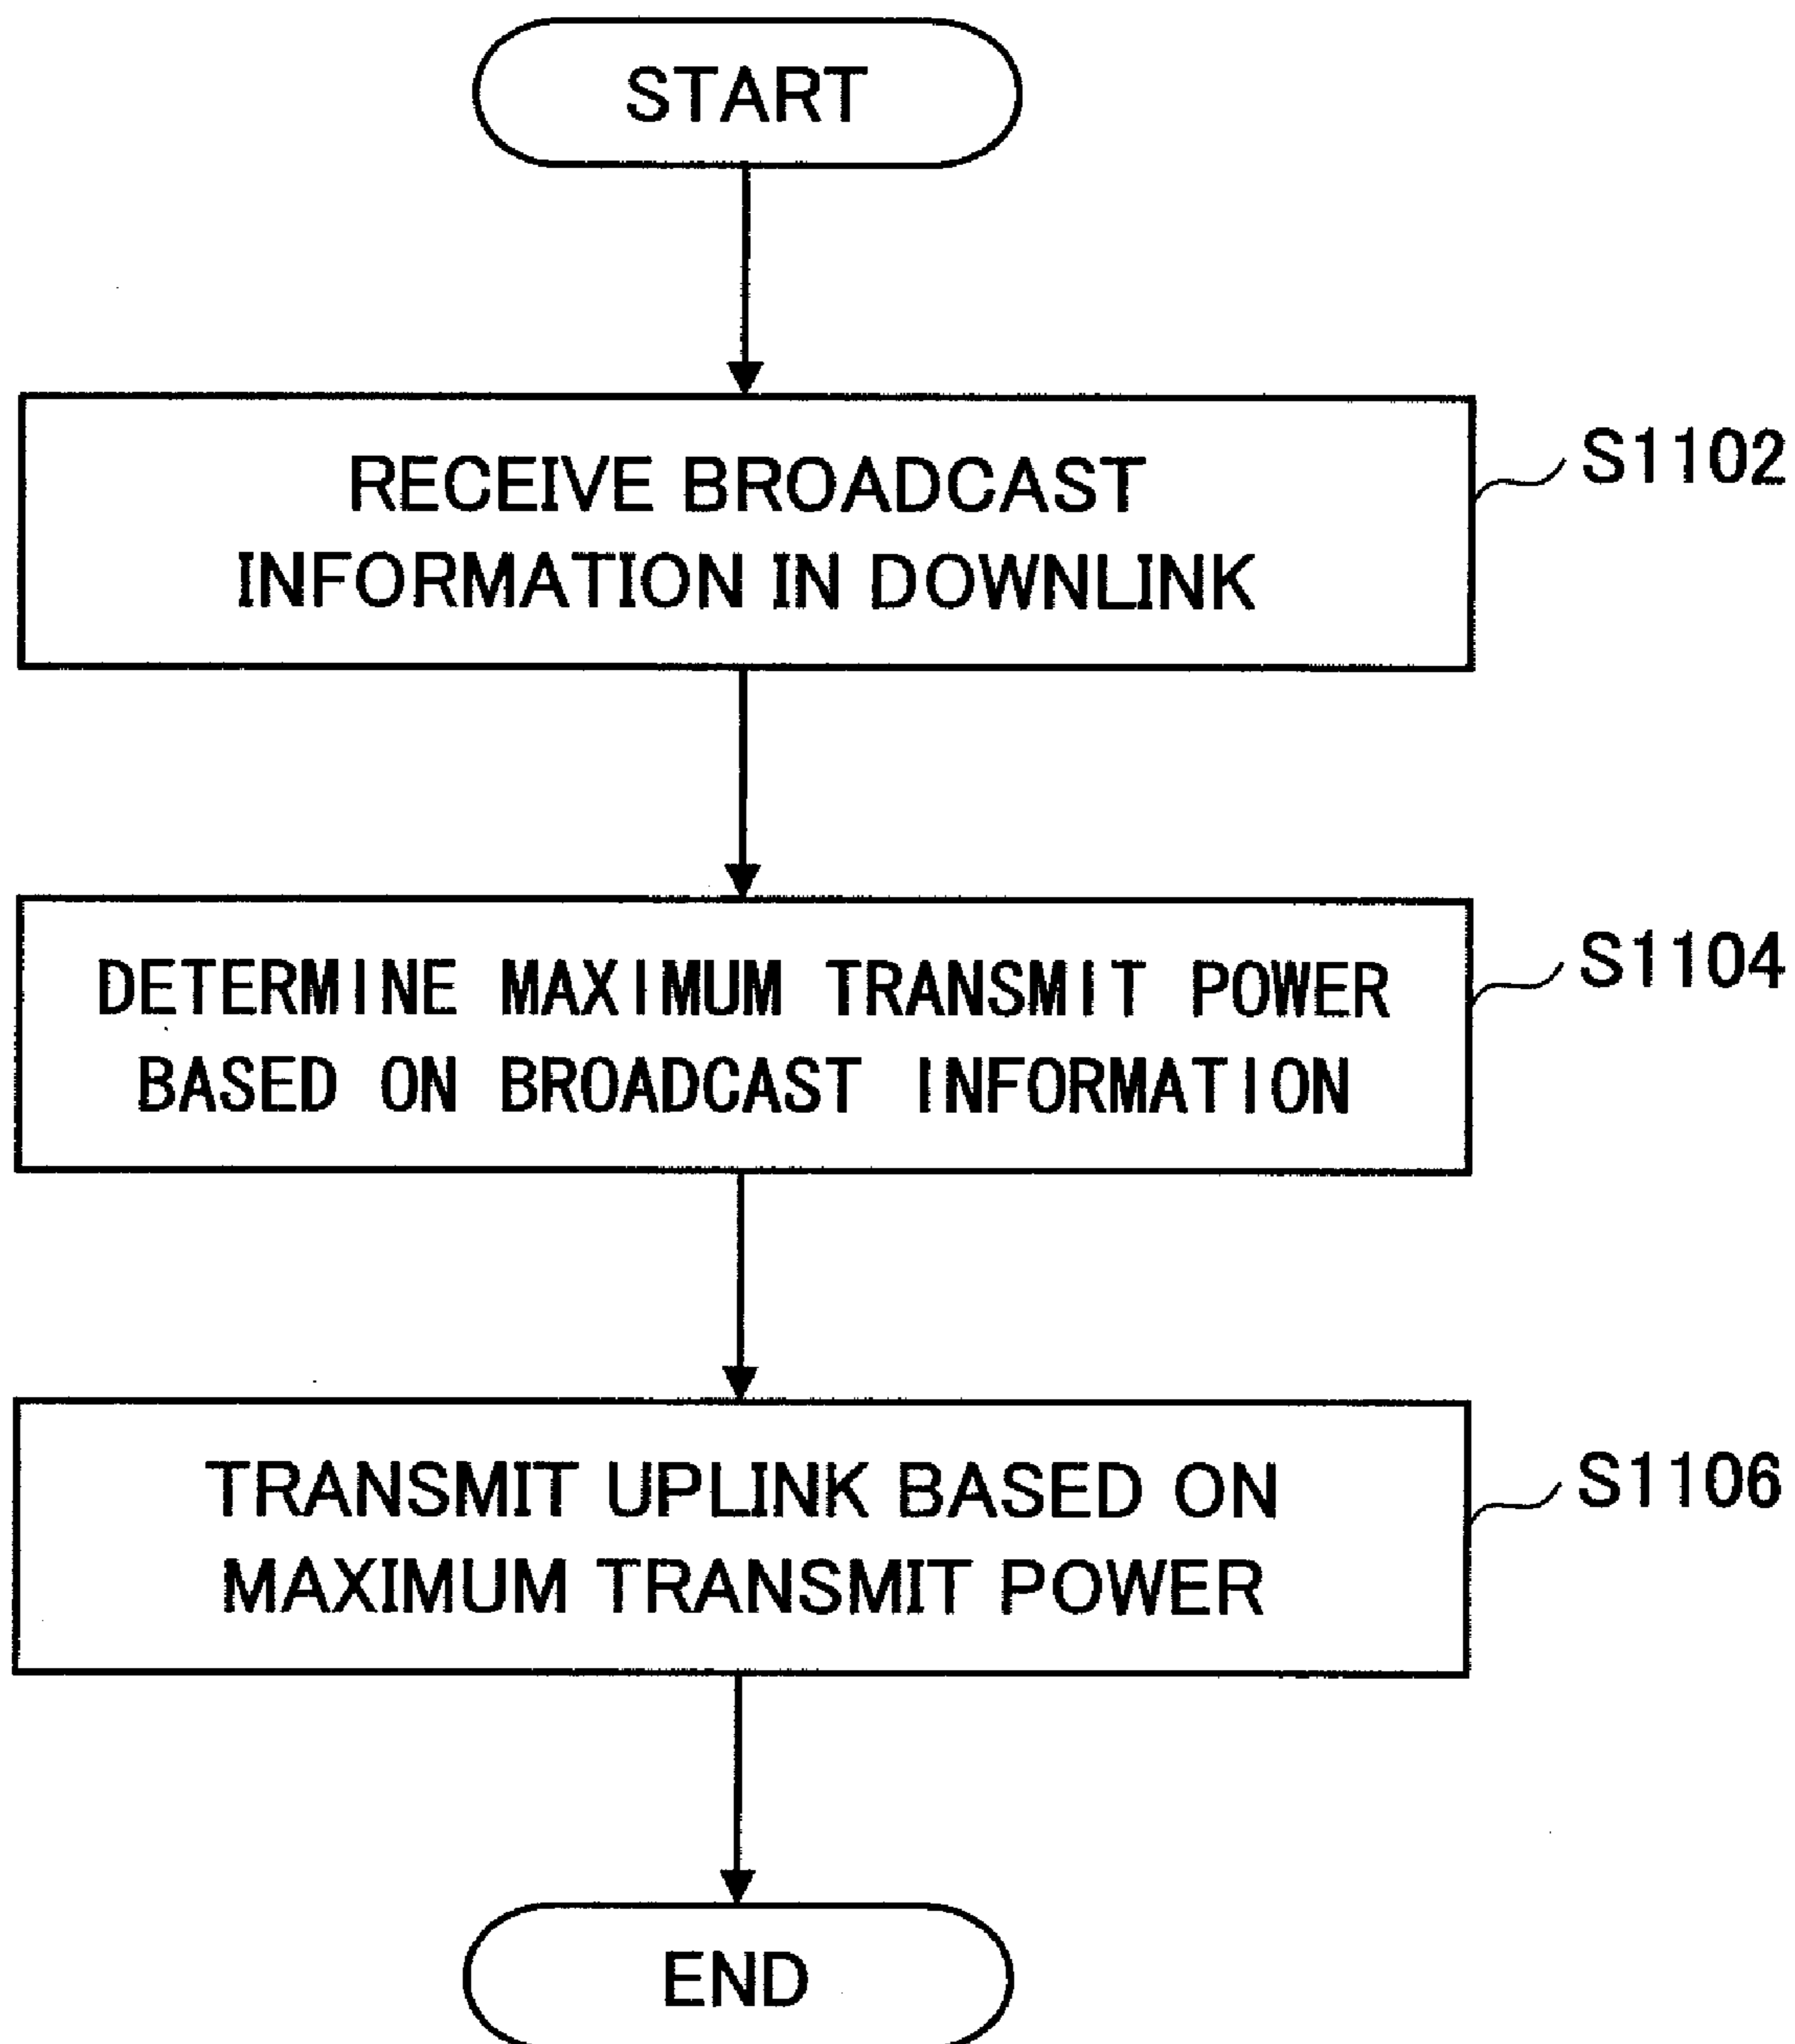 START
RECEIVE BROADCAST
INFORMATION IN DOWNLINK
S1102
DETERMINE MAXIMUM TRANSMIT POWER
BASED ON BROADCAST INFORMATION
S1104
TRANSMIT UPLINK BASED ON
MAXIMUM TRANSMIT POWER
S1106
END